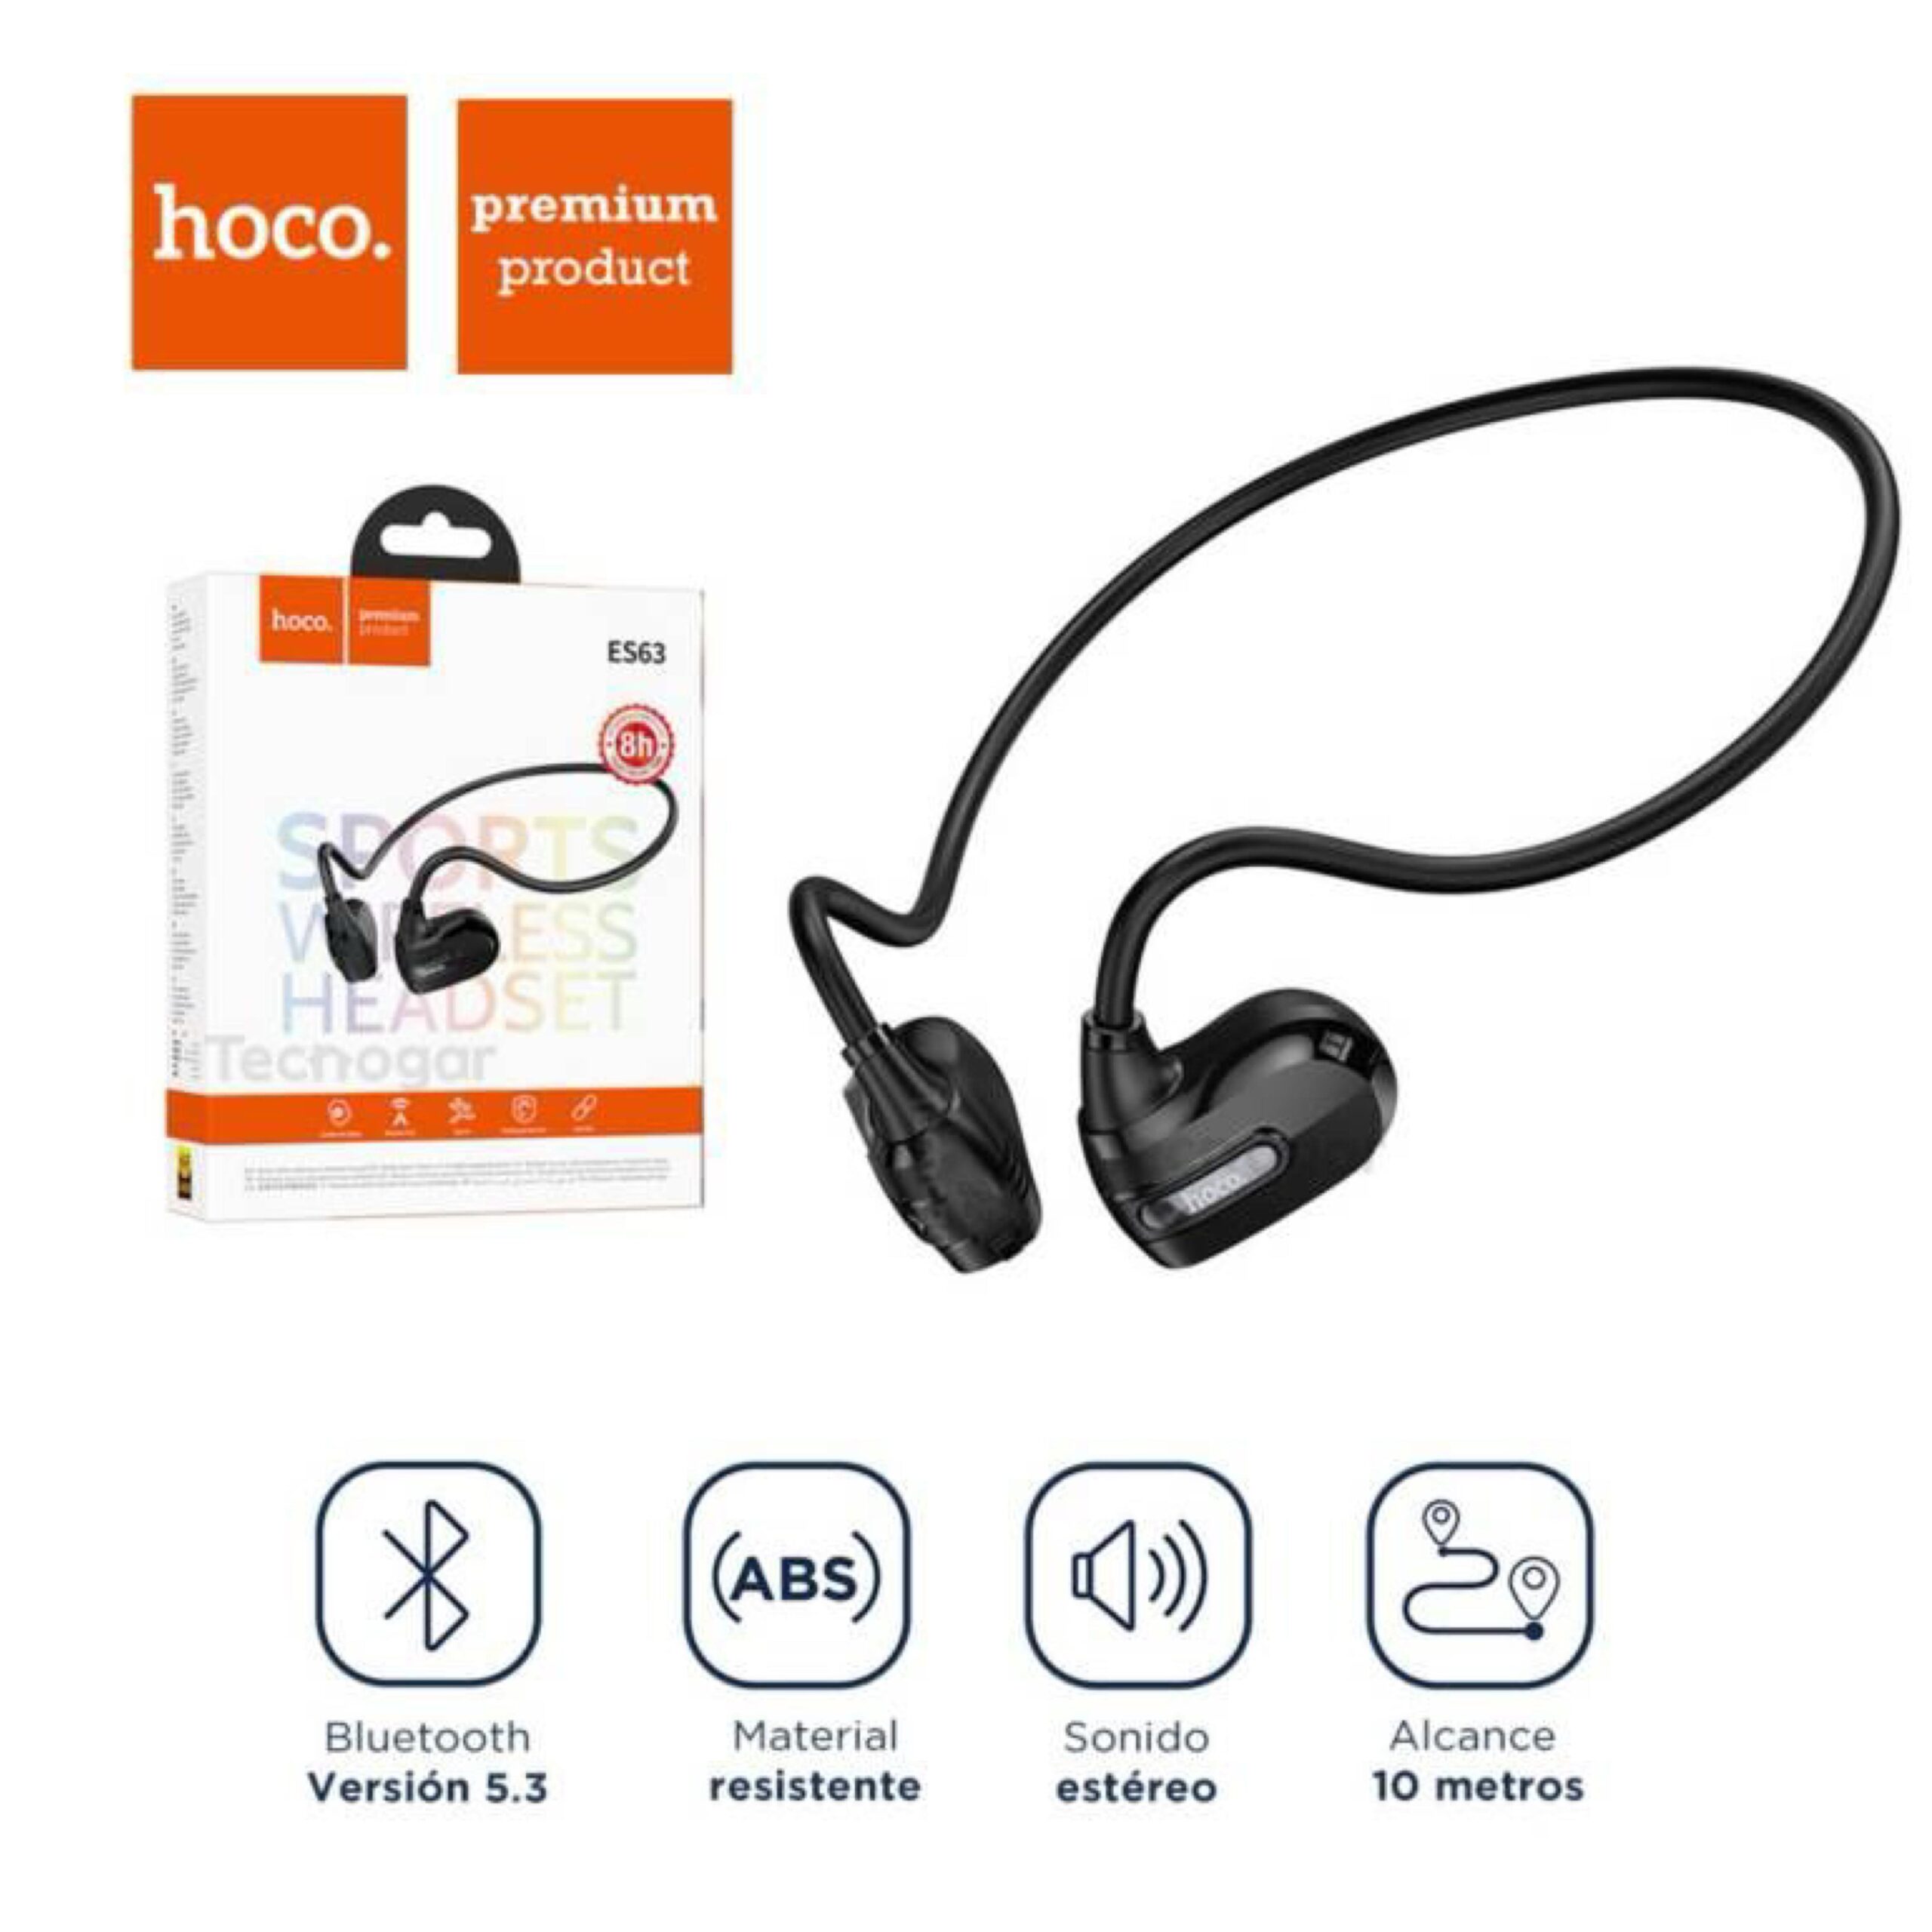 hoco.
premium
product
hoco.
premium
product
ES63
8h
SPORTS
WIRELESS
HEADSET
Tecnogar
hoco.
(ABS)
Bluetooth
Versión 5.3
Material
resistente
Sonido
estéreo
Alcance
10 metros